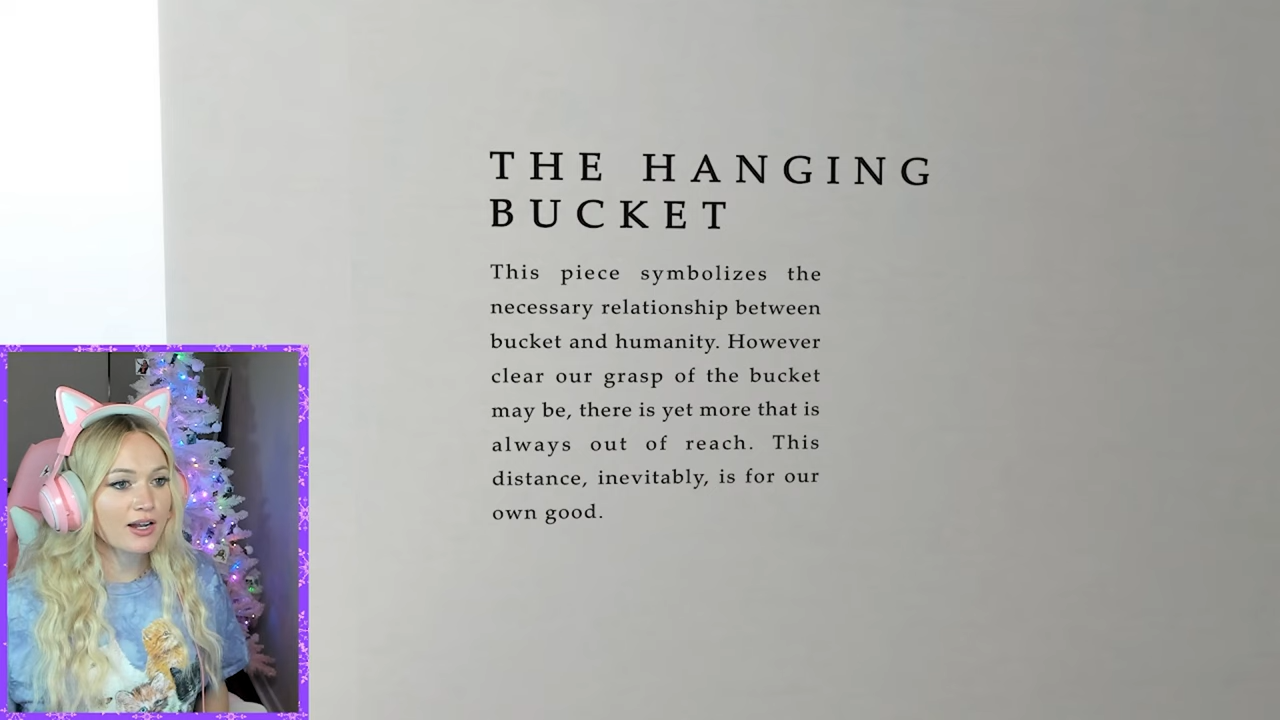 THE HANGING
BUCKET
This piece symbolizes the
necessary relationship between
bucket and humanity. However
clear our grasp of the bucket
may be, there is yet more that is
always out of reach. This
distance, inevitably, is for our
own good.